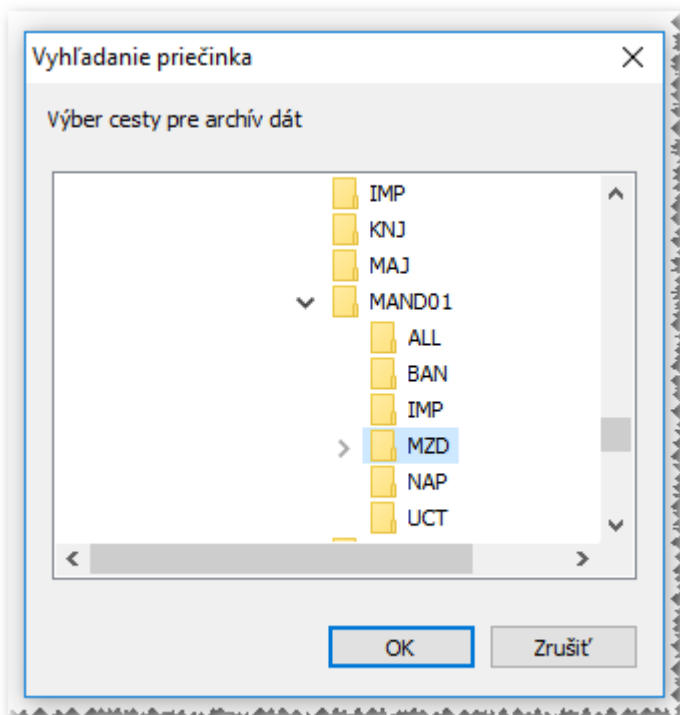 Vyhľadanie priečinka
Výber cesty pre archív dát
IMP
KNJ
MAJ
MAND01
ALL
BAN
IMP
MZD
NAP
UCT
OK
Zrušiť